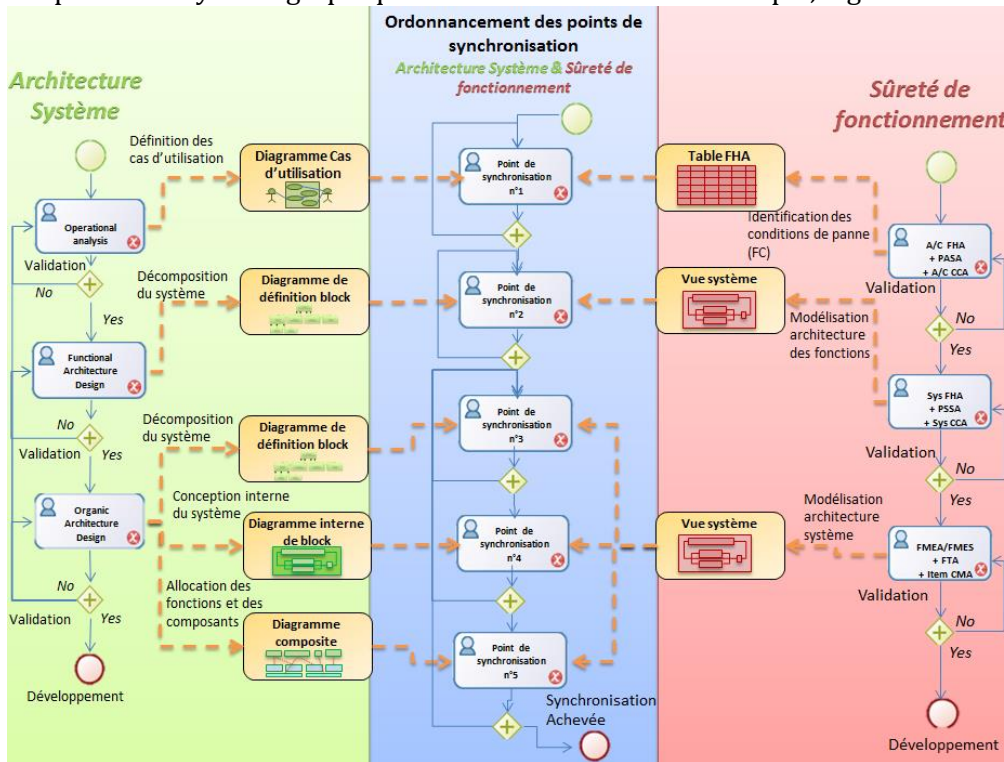 Ordonnancement des points de
synchronisation
Architecture Système & Sûreté de
fonctionnement
Architecture
Système
Définition des
cas d'utilisation
Diagramme Cas
d'utilisation
Operational
analysis
Validation
No
Yes
Décomposition
du système
Diagramme de
définition block
Functional
Architecture
Design
No
Validation
Yes
Décomposition
du système
Diagramme de
définition block
Organic
Architecture
Design
Conception interne
du système
Diagramme interne
de block
Allocation des
fonctions et des
composants
Diagramme
composite
No
Validation
Yes
Développement
Point de
synchronisation
n°1
Point de
synchronisation
n°2
Point de
synchronisation
n°3
Point de
synchronisation
n°4
Point de
synchronisation
n°5
Synchronisation
Achevée
Sûreté de
fonctionnement
Table FHA
Identification des
conditions de panne
(FC)
A/C FHA
+ PASA
+ A/C CCA
Validation
No
Yes
Vue système
Modélisation
architecture
des fonctions
Sys FHA
+ PSSA
+ Sys CCA
Validation
No
Yes
Vue système
Modélisation
architecture
système
FMEA/FMES
+ FTA
+ Item CMA
Validation
No
Yes
Développement